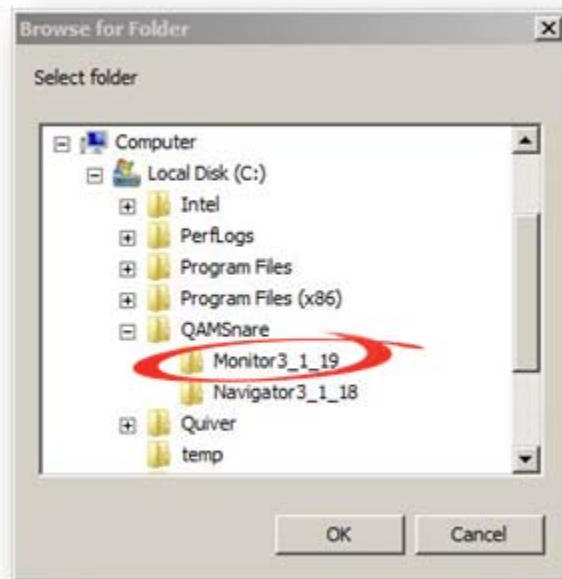 Browse for Folder
Select folder
Computer
Local Disk (C:)
Intel
PerfLogs
Program Files
Program Files (x86)
QAMSnare
Monitor3_1_19
Navigator3_1_18
Quiver
temp
OK Cancel